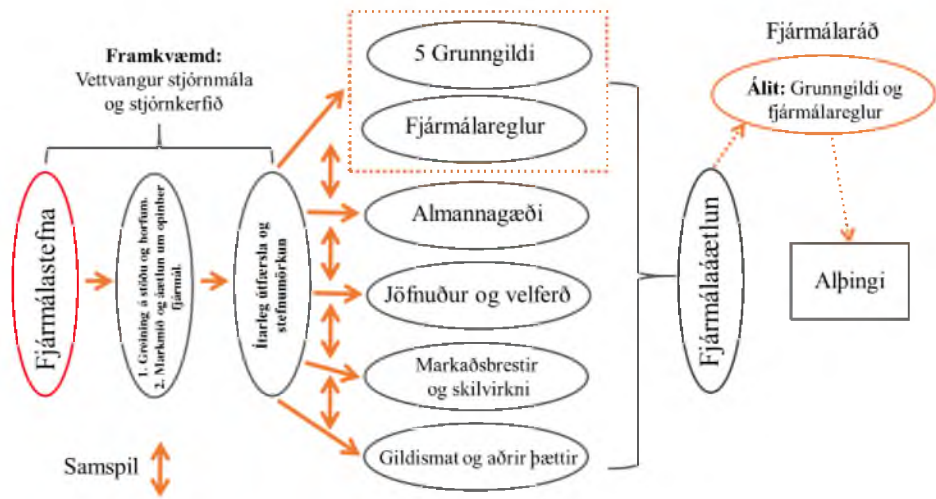 Framkvæmd:
Vettvangur stjórnmála
og stjórnkerfið
Fjármálastefna
1. Greining á stöðu og horfum.
2. Markmið og áætlun um opinber
fjármál.
Ítarleg útfærsla og
stefnumörkun
5 Grunngildi
Fjármálareglur
Almannagæði
Jöfnuður og velferð
Markaðsbrestir
og skilvirkni
Gildismat og aðrir þættir
Fjármálaáætlun
Fjármálaráð
Álit: Grunngildi og
fjármálareglur
Alþingi
Samspil